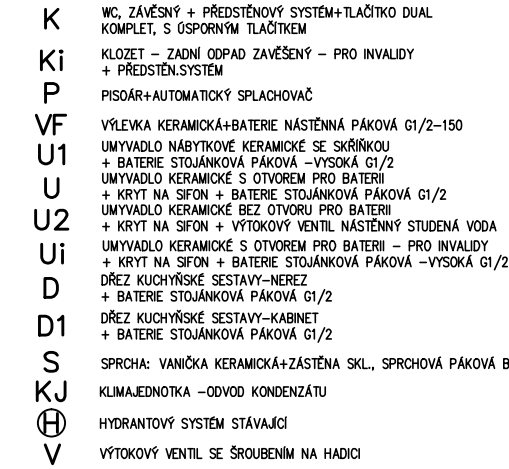 K WC, ZÁVĚSNÝ + PŘEDSTĚNOVÝ SYSTÉM+TLAČÍTKO DUAL
KOMPLET, S ÚSPORNÝM TLAČÍTKEM
Ki KLOZET – ZADNÍ ODPAD ZAVĚŠENÝ – PRO INVALIDY
+ PŘEDSTĚN.SYSTÉM
P PISOÁR+AUTOMATICKÝ SPLACHOVAČ
VF VÝLEVKA KERAMICKÁ+BATERIE NÁSTĚNNÁ PÁKOVÁ G1/2–150
U1 UMYVADLO NÁBYTKOVÉ KERAMICKÉ SE SKŘÍŇKOU
+ BATERIE STOJÁNKOVÁ PÁKOVÁ –VYSOKÁ G1/2
U UMYVADLO KERAMICKÉ S OTVOREM PRO BATERII
+ KRYT NA SIFON + BATERIE STOJÁNKOVÁ PÁKOVÁ G1/2
U2 UMYVADLO KERAMICKÉ BEZ OTVORU PRO BATERII
+ KRYT NA SIFON + VÝTOKOVÝ VENTIL NÁSTĚNNÝ STUDENÁ VODA
Ui UMYVADLO KERAMICKÉ S OTVOREM PRO BATERII – PRO INVALIDY
+ KRYT NA SIFON + BATERIE STOJÁNKOVÁ PÁKOVÁ –VYSOKÁ G1/2
D DŘEZ KUCHYŇSKÉ SESTAVY–NEREZ
+ BATERIE STOJÁNKOVÁ PÁKOVÁ G1/2
D1 DŘEZ KUCHYŇSKÉ SESTAVY–KABINET
+ BATERIE STOJÁNKOVÁ PÁKOVÁ G1/2
S SPRCHA: VANIČKA KERAMICKÁ+ZÁSTĚNA SKL., SPRCHOVÁ PÁKOVÁ B
KJ KLIMAJEDNOTKA –ODVOD KONDENZÁTU
H HYDRANTOVÝ SYSTÉM STÁVAJÍCÍ
V VÝTOKOVÝ VENTIL SE ŠROUBENÍM NA HADICI